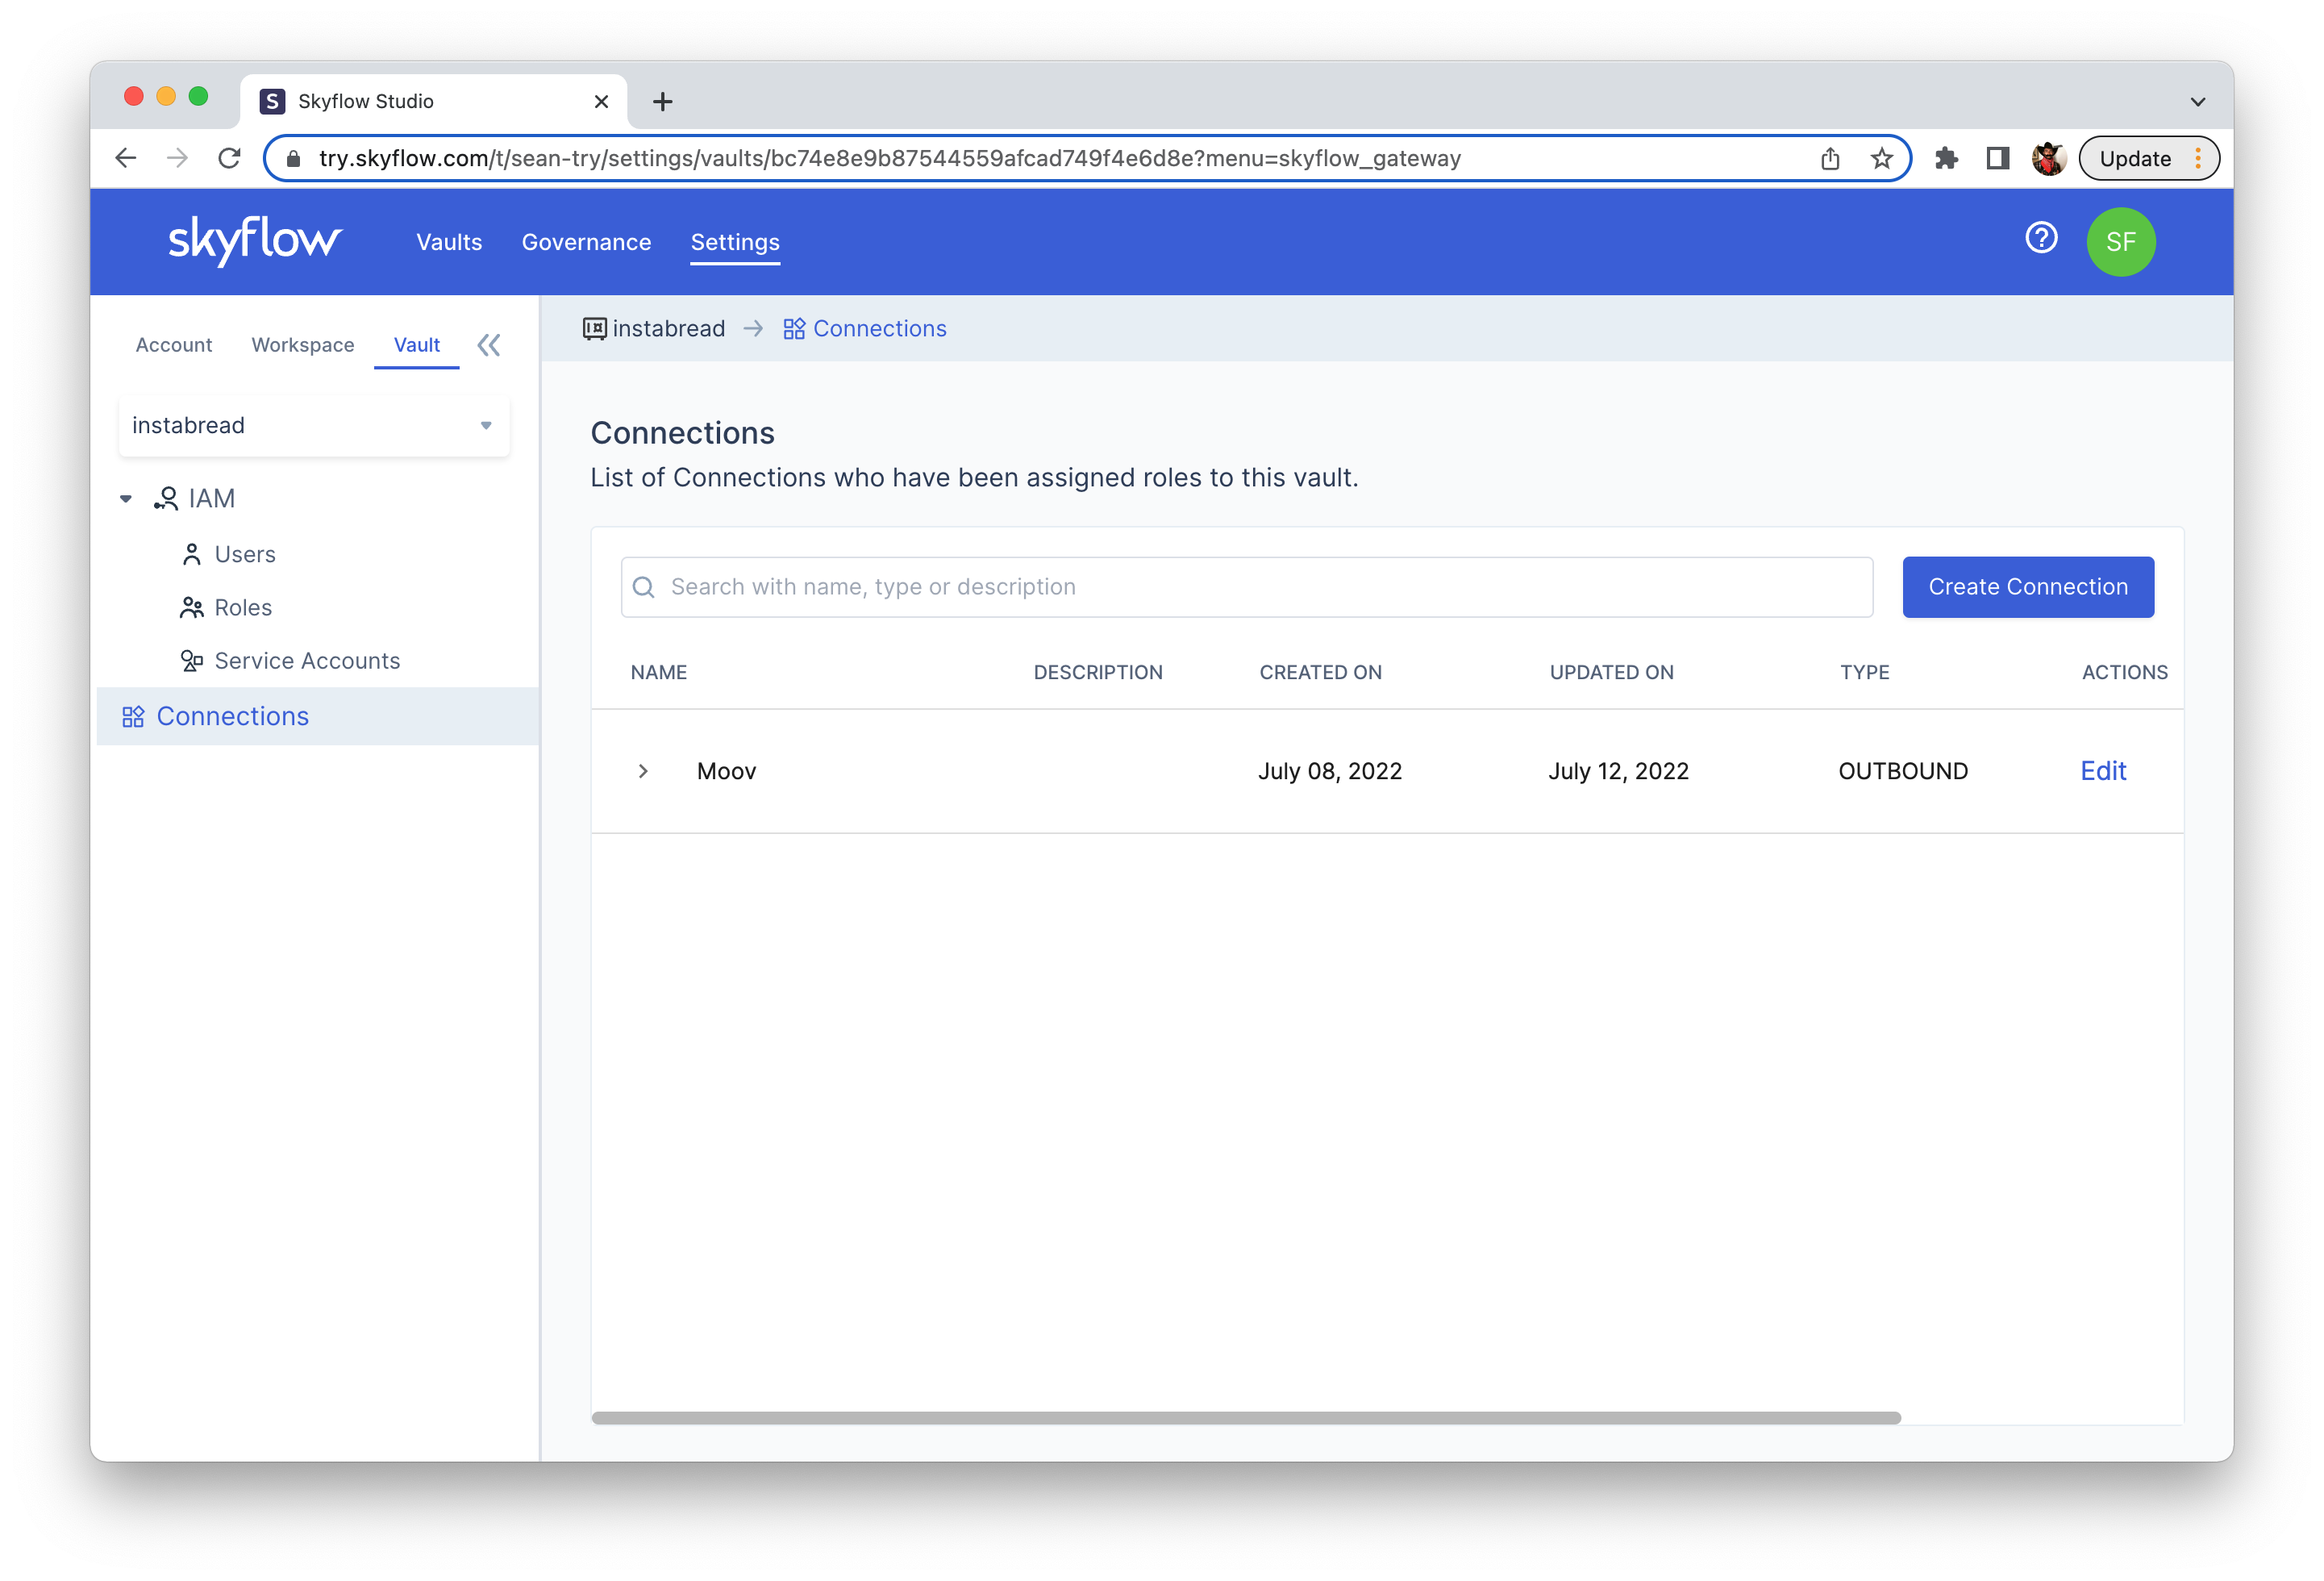 S Skyflow Studio
try.skyflow.com/t/sean-try/settings/vaults/bc74e8e9b87544559afcad749f4e6d8e?menu=skyflow_gateway
Update
skyflow Vaults Governance Settings
SF
Account Workspace Vault
instabread Connections
instabread
IAM
Users
Roles
Service Accounts
Connections
Connections
List of Connections who have been assigned roles to this vault.
Search with name, type or description
Create Connection
NAME DESCRIPTION CREATED ON UPDATED ON TYPE ACTIONS
Moov July 08, 2022 July 12, 2022 OUTBOUND Edit